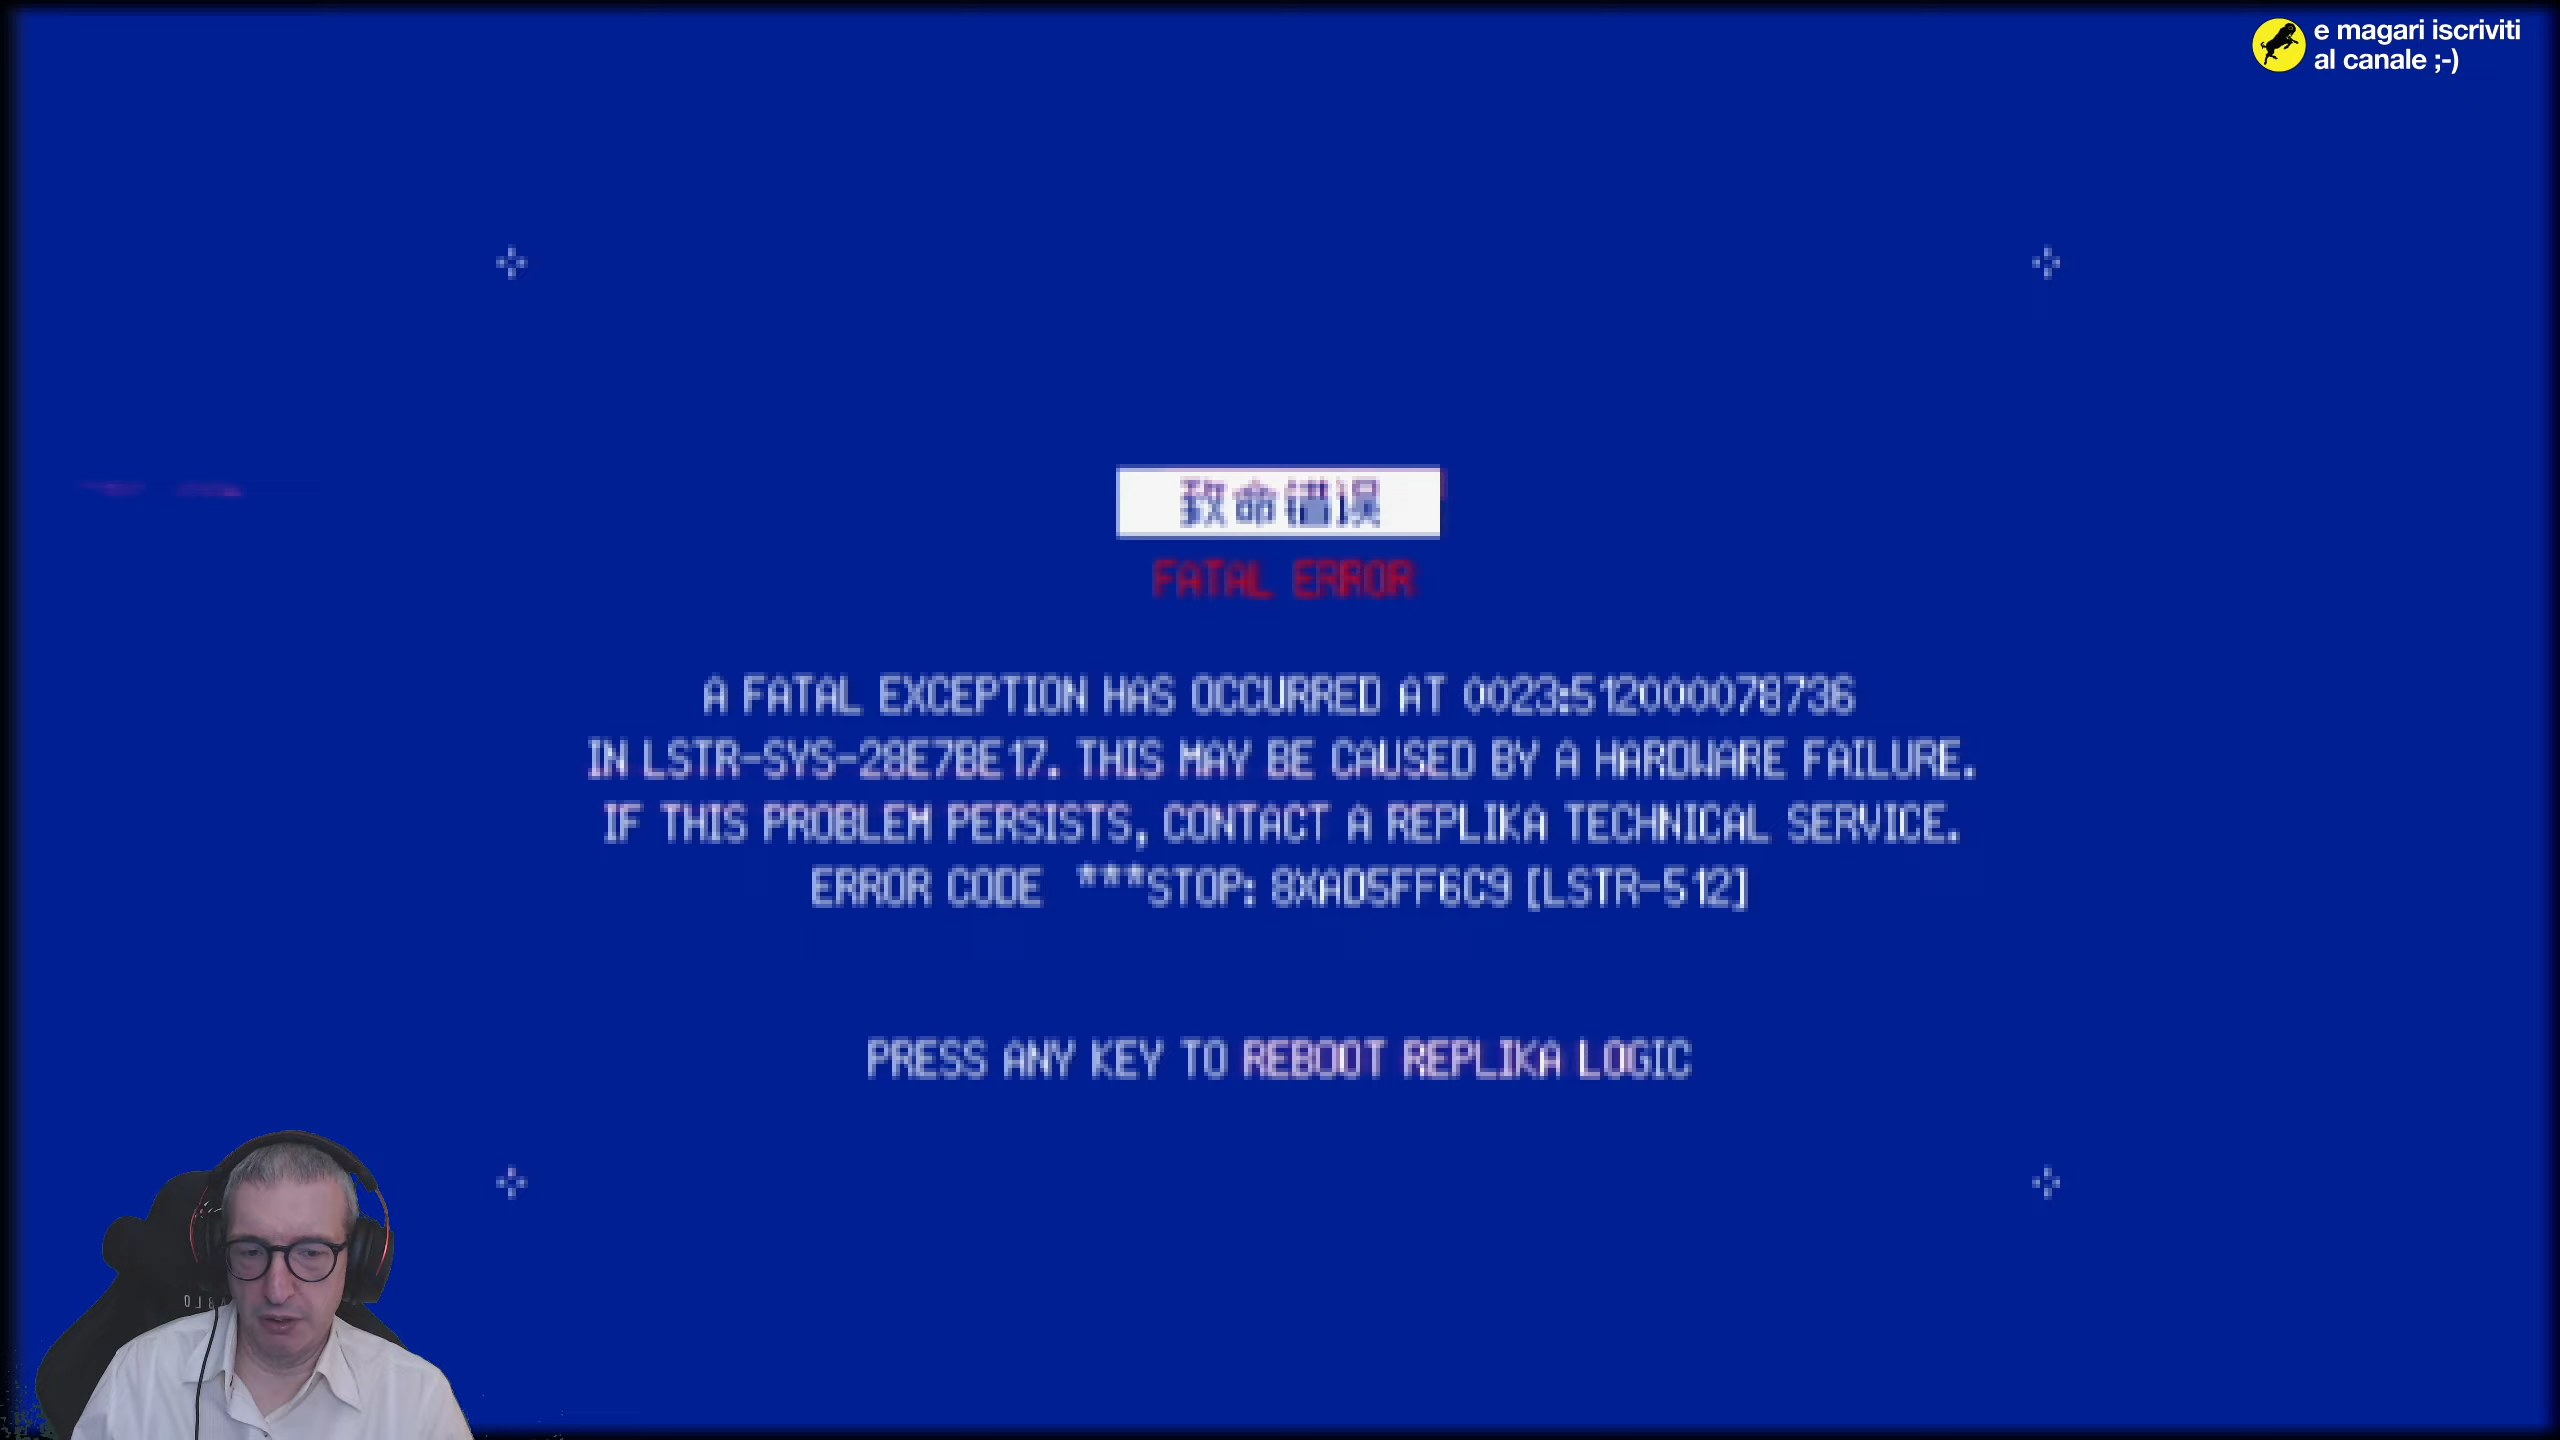 e magari iscriviti
al canale ;-)
致命错误
FATAL ERROR
A FATAL EXCEPTION HAS OCCURRED AT 0023:512000078736
IN LSTR-SYS-28E7BE17. THIS MAY BE CAUSED BY A HARDWARE FAILURE.
IF THIS PROBLEM PERSISTS, CONTACT A REPLIKA TECHNICAL SERVICE.
ERROR CODE ***STOP: 8XAD5FF6C9 [LSTR-512]
PRESS ANY KEY TO REBOOT REPLIKA LOGIC